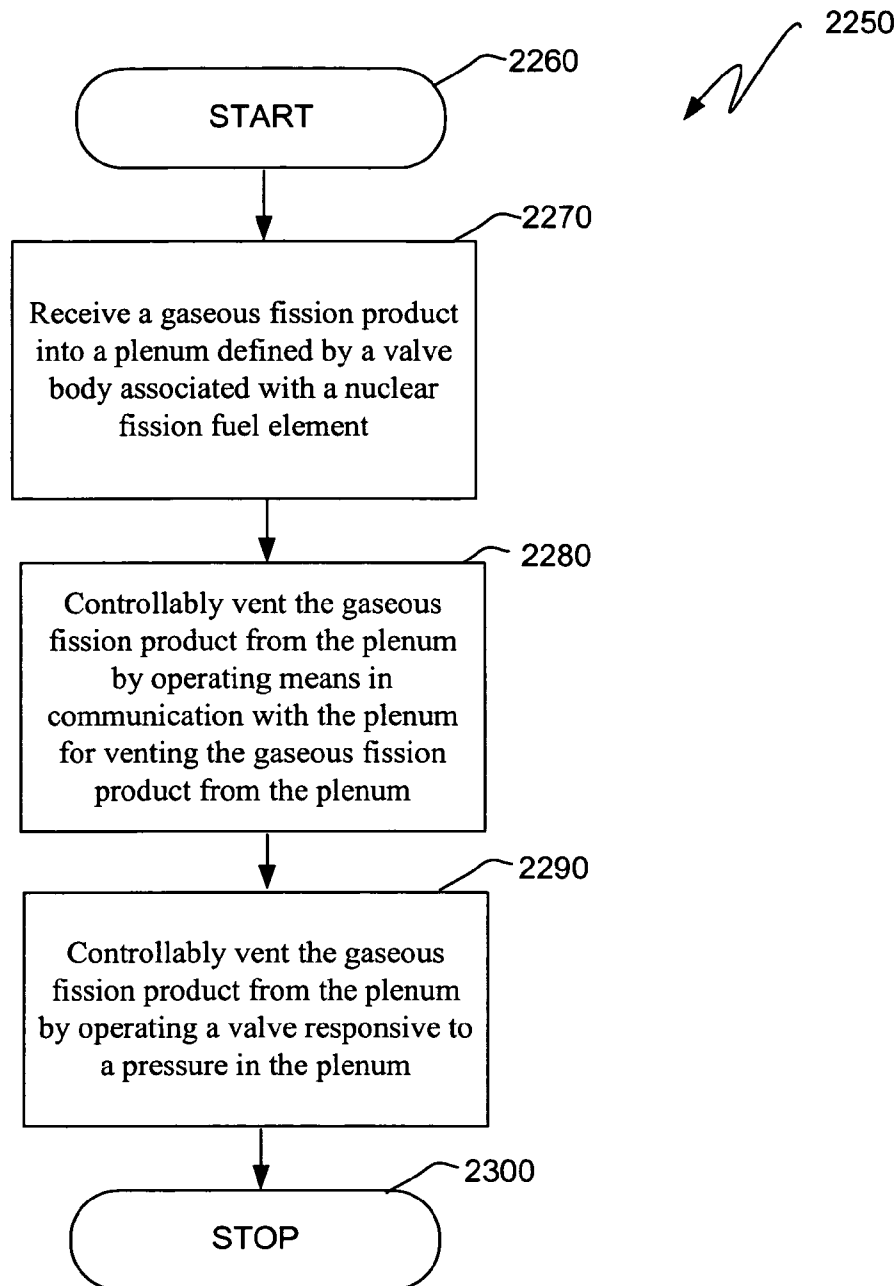 2250
2260
START
2270
Receive a gaseous fission product
into a plenum defined by a valve
body associated with a nuclear
fission fuel element
2280
Controllably vent the gaseous
fission product from the plenum
by operating means in
communication with the plenum
for venting the gaseous fission
product from the plenum
2290
Controllably vent the gaseous
fission product from the plenum
by operating a valve responsive to
a pressure in the plenum
2300
STOP